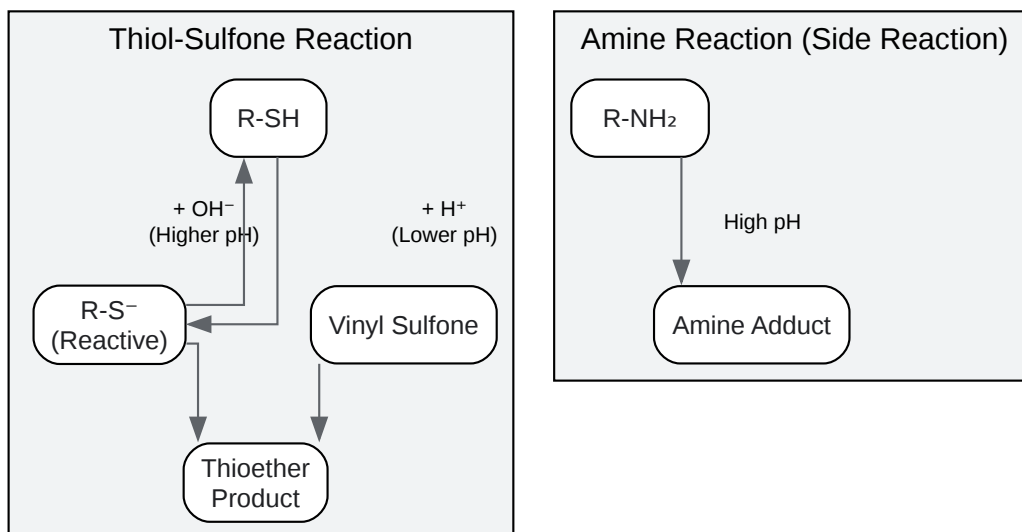 Thiol-Sulfone Reaction
R-SH
+ OH⁻
(Higher pH)
+ H⁺
(Lower pH)
R-S⁻
(Reactive)
Vinyl Sulfone
Thioether
Product
Amine Reaction (Side Reaction)
R-NH₂
High pH
Amine Adduct